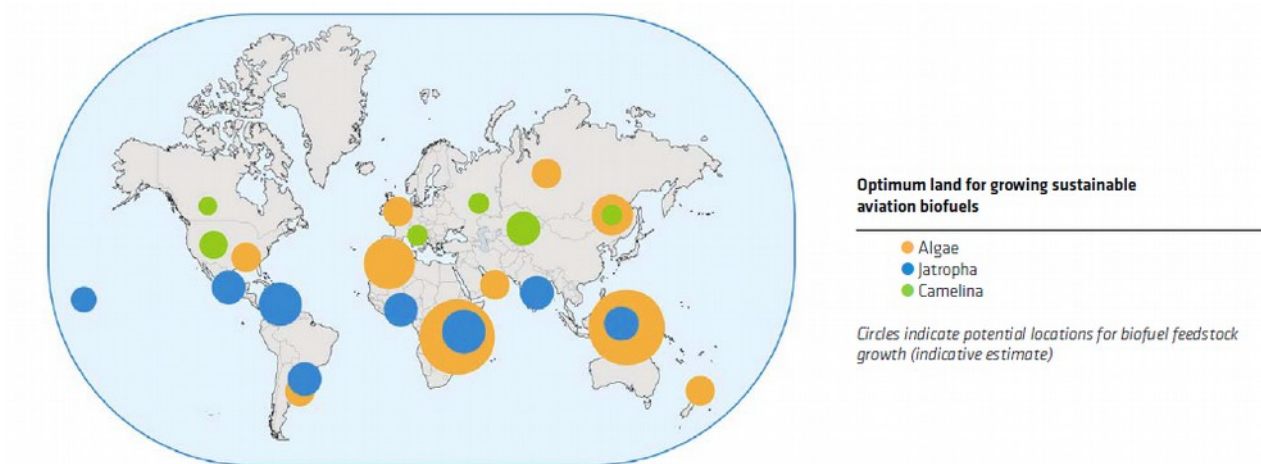 Optimum land for growing sustainable
aviation biofuels
Algae
Jatropha
Camelina
Circles indicate potential locations for biofuel feedstock
growth (indicative estimate)